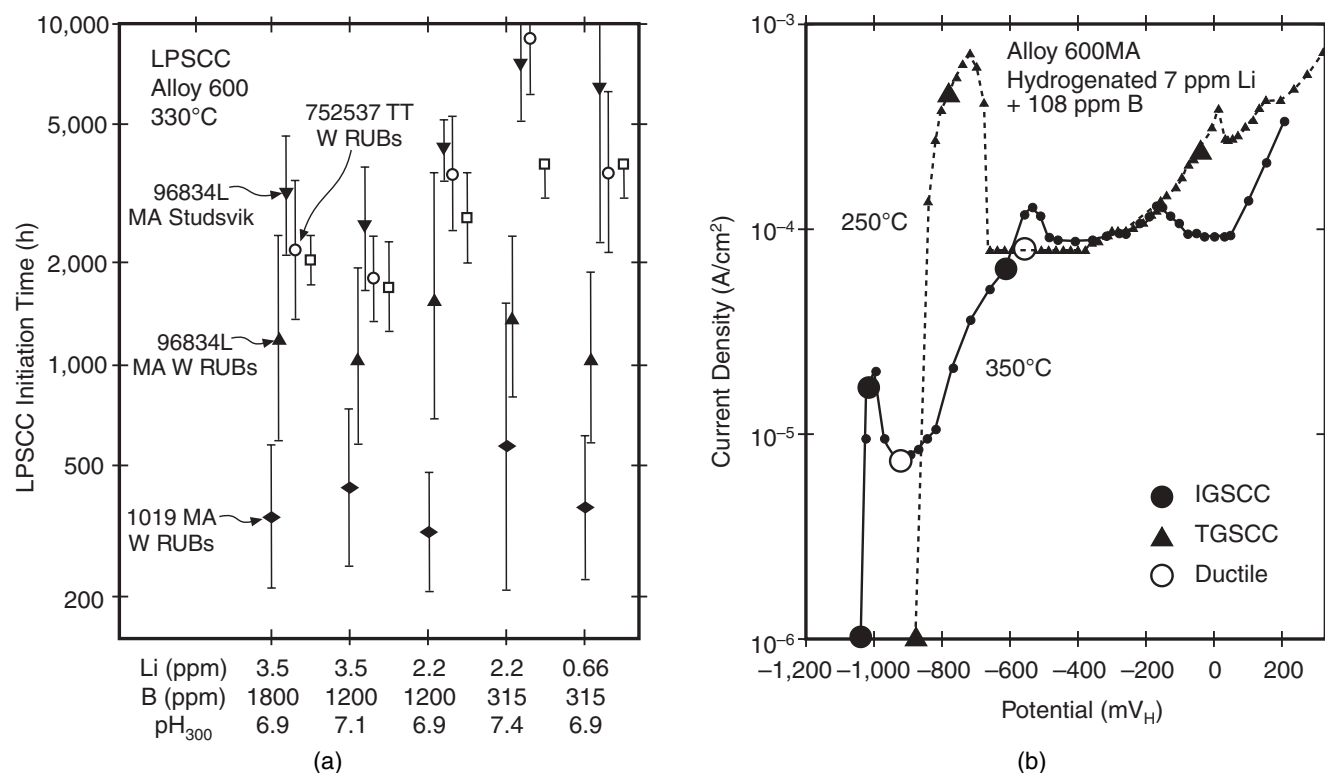 10,000
5,000
2,000
1,000
500
200
LPSCC Initiation Time (h)
LPSCC
Alloy 600
330°C
752537 TT
W RUBs
96834L
MA Studsvik
96834L
MA W RUBs
1019 MA
W RUBs
Li (ppm) 3.5 3.5 2.2 2.2 0.66
B (ppm) 1800 1200 1200 315 315
pH300 6.9 7.1 6.9 7.4 6.9
(a)
10−3
10−4
10−5
10−6
Current Density (A/cm2)
Alloy 600MA
Hydrogenated 7 ppm Li
+ 108 ppm B
250°C
350°C
IGSCC
TGSCC
Ductile
−1,200 −1,000 −800 −600 −400 −200 0 200
Potential (mVH)
(b)